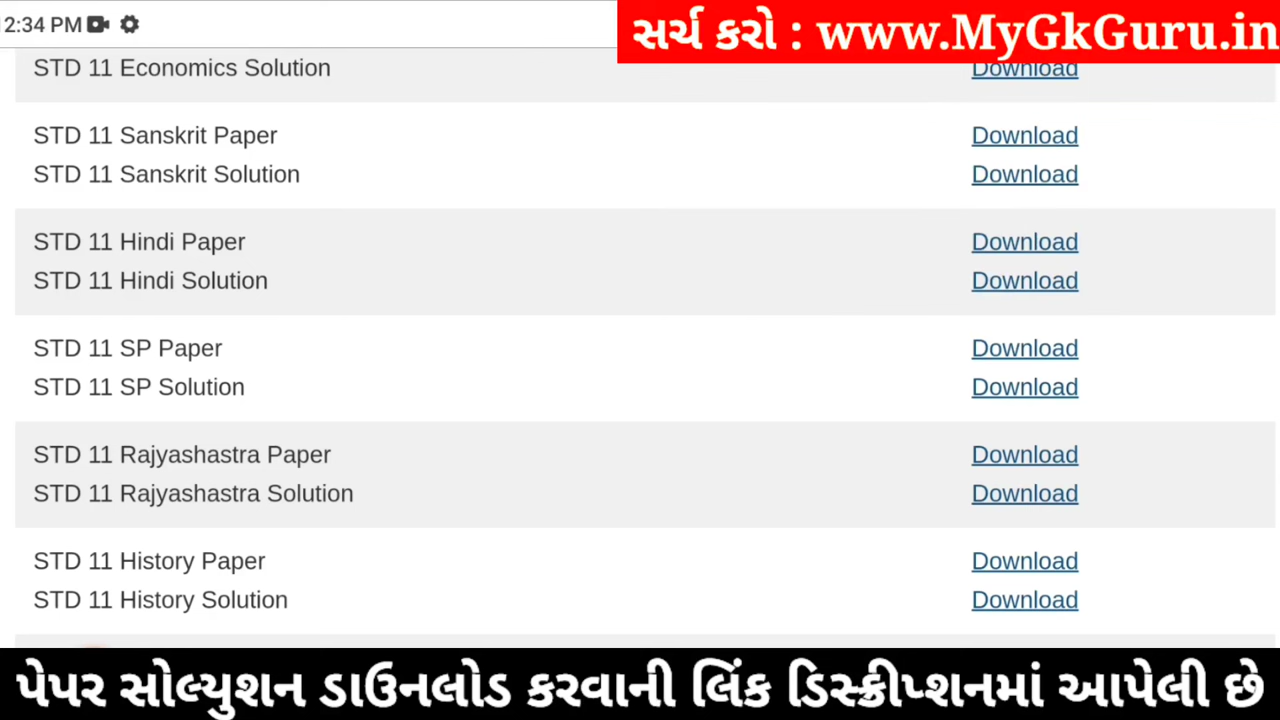 12:34 PM
સર્ચ કરો : www.MyGkGuru.in
STD 11 Economics Solution Download
STD 11 Sanskrit Paper Download
STD 11 Sanskrit Solution Download
STD 11 Hindi Paper Download
STD 11 Hindi Solution Download
STD 11 SP Paper Download
STD 11 SP Solution Download
STD 11 Rajyashastra Paper Download
STD 11 Rajyashastra Solution Download
STD 11 History Paper Download
STD 11 History Solution Download
પેપર સોલ્યુશન ડાઉનલોડ કરવાની લિંક ડિસ્ક્રીપ્શનમાં આપેલી છે